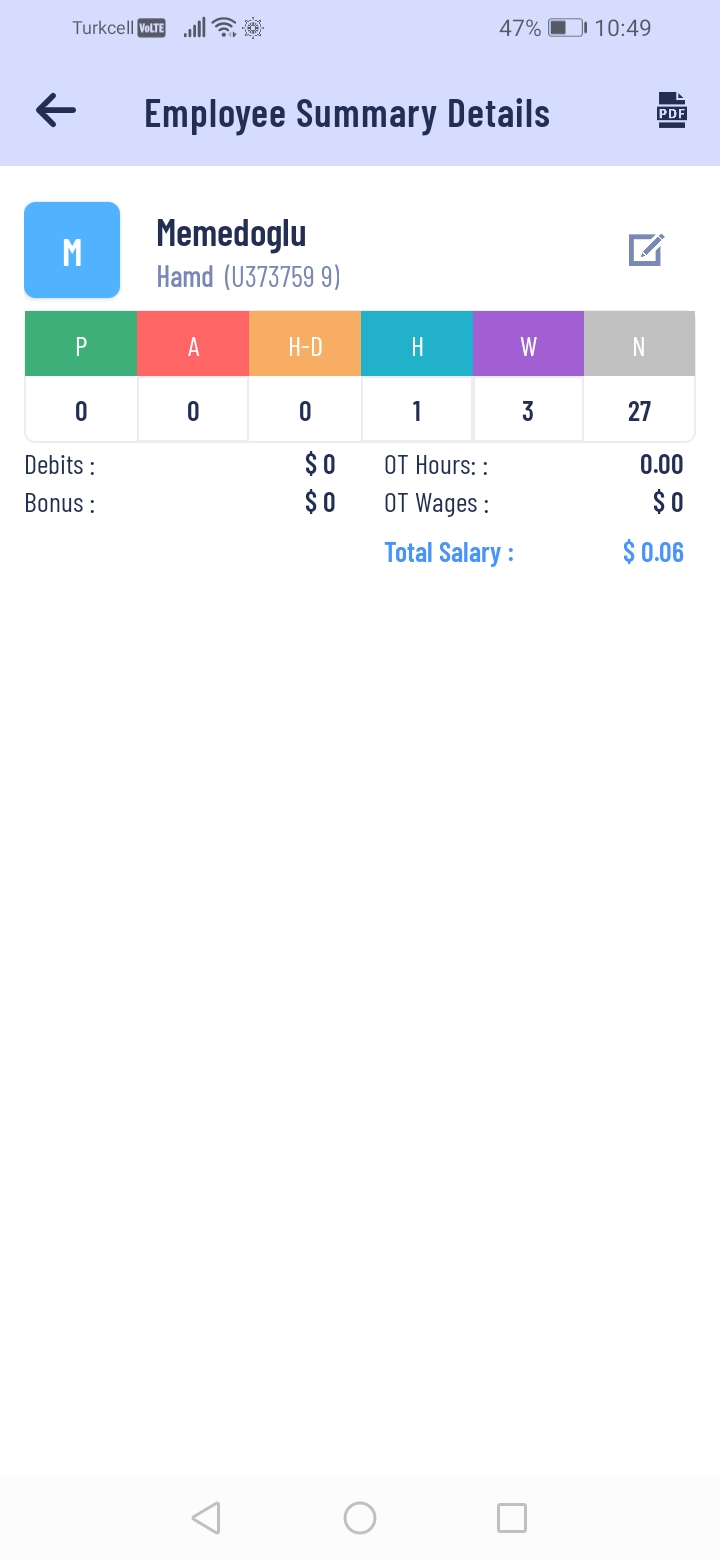 Turkcell VoLTE 47% 10:49
Employee Summary Details PDF
M Memedoglu
Hamd (U373759 9)
P A H-D H W N
0 0 0 1 3 27
Debits : $ 0 OT Hours: : 0.00
Bonus : $ 0 OT Wages : $ 0
Total Salary : $ 0.06